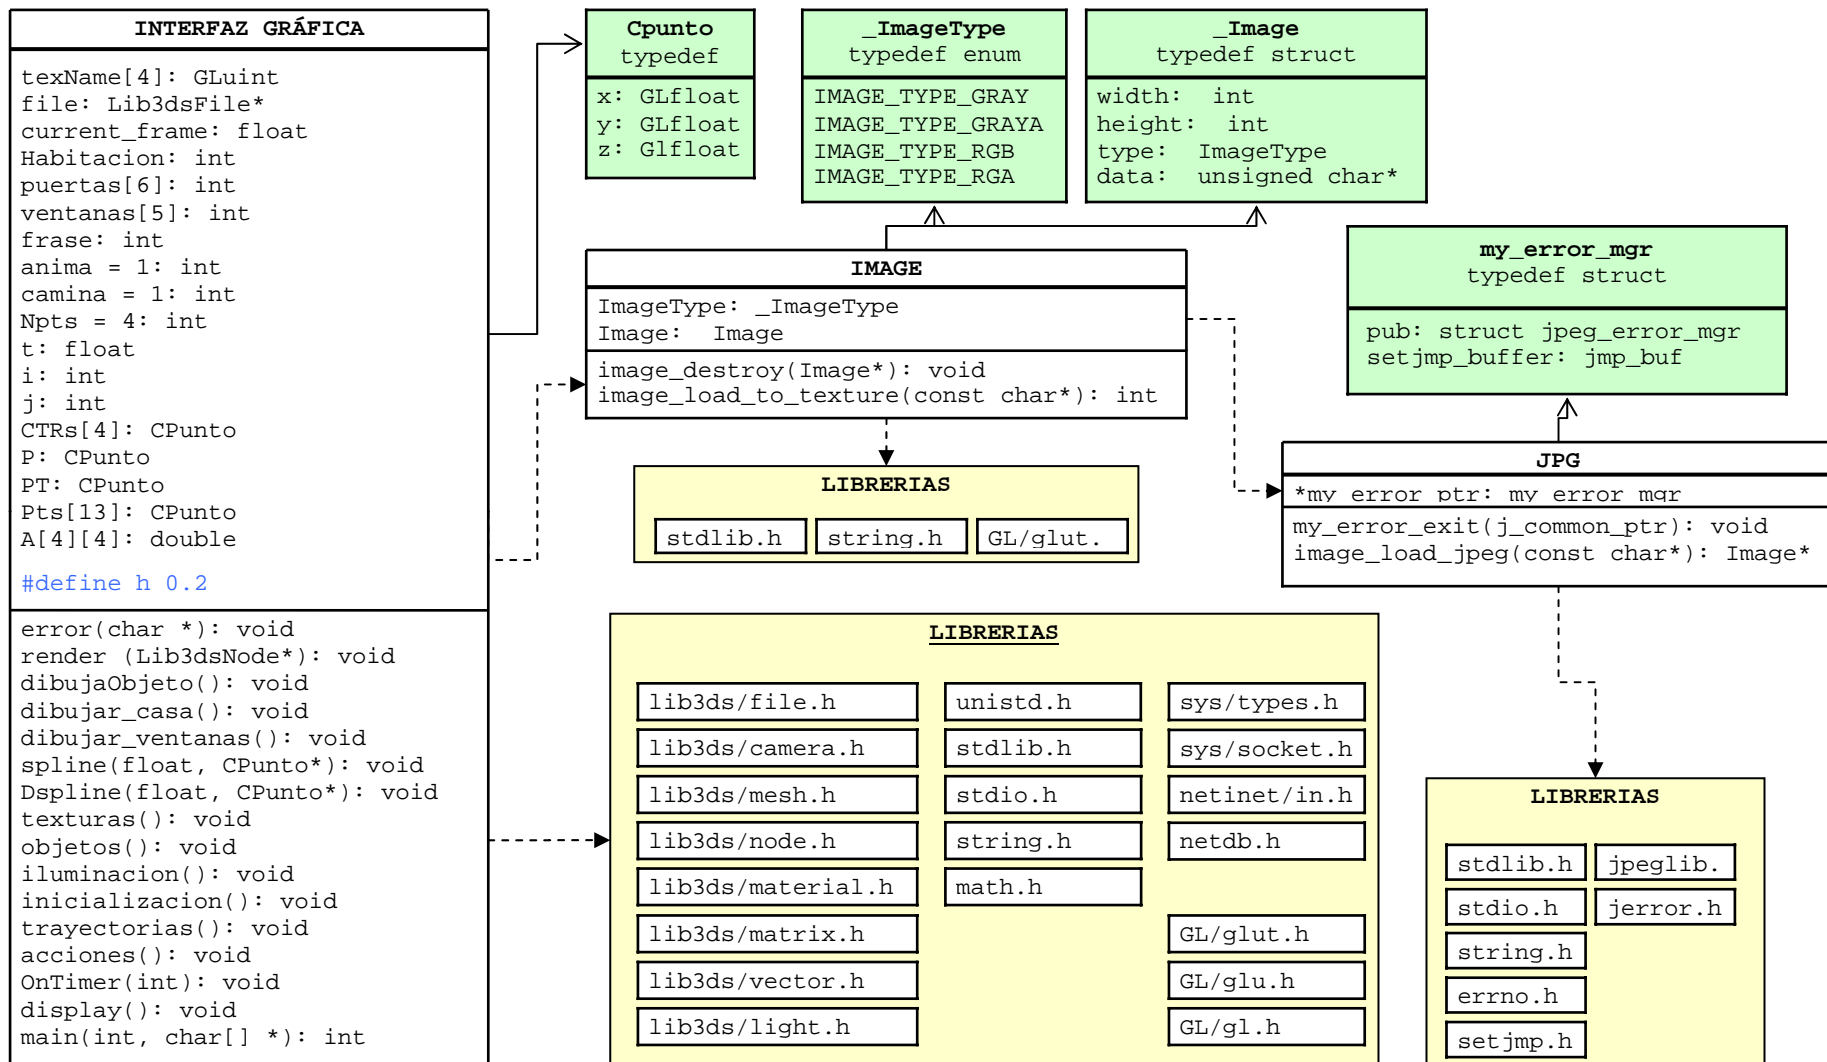 INTERFAZ GRÁFICA
texName[4]: GLuint
file: Lib3dsFile*
current_frame: float
Habitacion: int
puertas[6]: int
ventanas[5]: int
frase: int
anima = 1: int
camina = 1: int
Npts = 4: int
t: float
i: int
j: int
CTRs[4]: CPunto
P: CPunto
PT: CPunto
Pts[13]: CPunto
A[4][4]: double
#define h 0.2
error(char *): void
render (Lib3dsNode*): void
dibujaObjeto(): void
dibujar_casa(): void
dibujar_ventanas(): void
spline(float, CPunto*): void
Dspline(float, CPunto*): void
texturas(): void
objetos(): void
iluminacion(): void
inicializacion(): void
trayectorias(): void
acciones(): void
OnTimer(int): void
display(): void
main(int, char[] *): int
Cpunto
typedef
x: GLfloat
y: GLfloat
z: Glfloat
_ImageType
typedef enum
IMAGE_TYPE_GRAY
IMAGE_TYPE_GRAYA
IMAGE_TYPE_RGB
IMAGE_TYPE_RGA
_Image
typedef struct
width: int
height: int
type: ImageType
data: unsigned char*
IMAGE
ImageType: _ImageType
Image: Image
image_destroy(Image*): void
image_load_to_texture(const char*): int
my_error_mgr
typedef struct
pub: struct jpeg_error_mgr
setjmp_buffer: jmp_buf
LIBRERIAS
stdlib.h
string.h
GL/glut.
JPG
*my_error_ptr: my_error_mgr
my_error_exit(j_common_ptr): void
image_load_jpeg(const char*): Image*
LIBRERIAS
lib3ds/file.h
lib3ds/camera.h
lib3ds/mesh.h
lib3ds/node.h
lib3ds/material.h
lib3ds/matrix.h
lib3ds/vector.h
lib3ds/light.h
unistd.h
stdlib.h
stdio.h
string.h
math.h
sys/types.h
sys/socket.h
netinet/in.h
netdb.h
GL/glut.h
GL/glu.h
GL/gl.h
LIBRERIAS
stdlib.h
stdio.h
string.h
errno.h
setjmp.h
jpeglib.
jerror.h